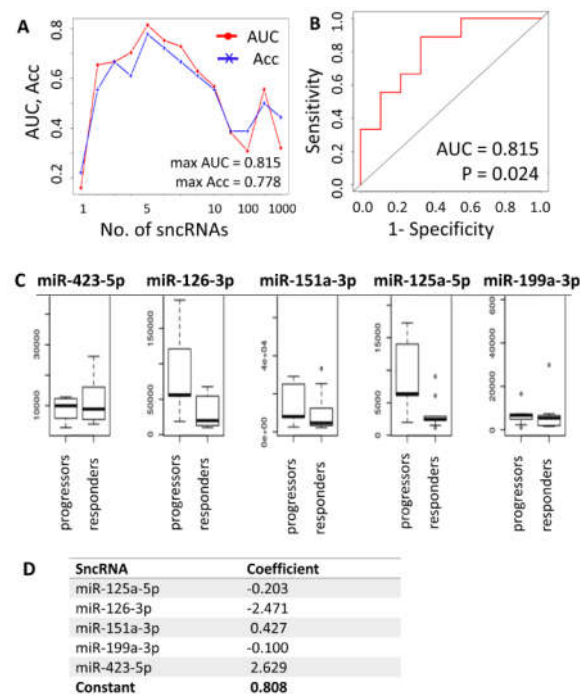 A
AUC
Acc
AUC, Acc
0.8
0.6
0.4
0.2
max AUC = 0.815
max Acc = 0.778
1 5 10 100 1000
No. of sncRNAs
B
Sensitivity
1.0
0.8
0.6
0.4
0.2
0.0
AUC = 0.815
P = 0.024
0.0 0.2 0.4 0.6 0.8 1.0
1- Specificity
C
miR-423-5p miR-126-3p miR-151a-3p miR-125a-5p miR-199a-3p
30000
10000
150000
50000
0
4e+04
0e+00
15000
5000
0
60000
40000
20000
0
progressors responders
progressors responders
progressors responders
progressors responders
progressors responders
D
SncRNA Coefficient
miR-125a-5p -0.203
miR-126-3p -2.471
miR-151a-3p 0.427
miR-199a-3p -0.100
miR-423-5p 2.629
Constant 0.808